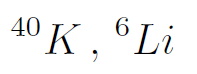 ⁴⁰K , ⁶Li